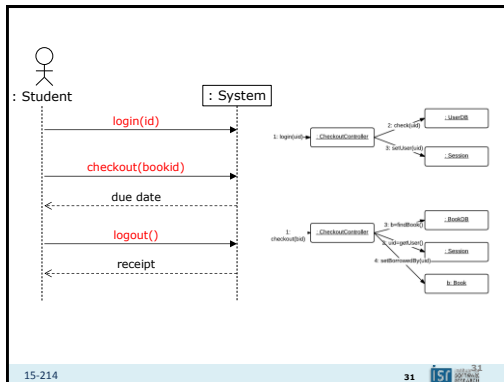 : Student
: System
login(id)
checkout(bookid)
due date
logout()
receipt
1: login(uid)
: CheckoutController
2: check(uid)
: UserDB
3: setUser(uid)
: Session
1:
checkout(bid)
: CheckoutController
3: b=findBook()
: BookDB
2: uid=getUser()
: Session
4: setBorrowedBy(uid)
b: Book
15-214
31
isr
31